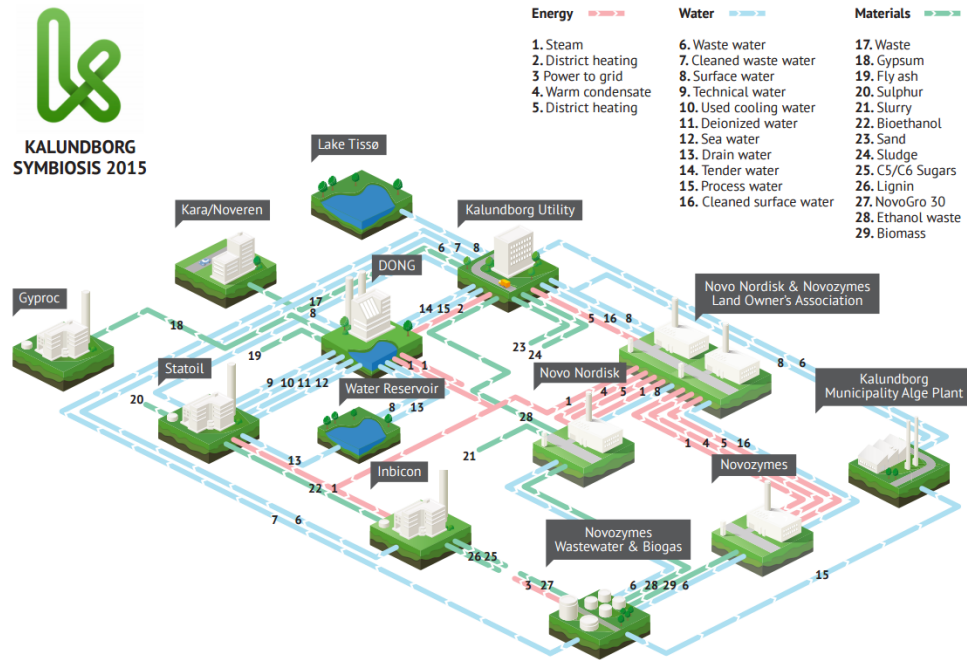 KALUNDBORG
SYMBIOSIS 2015
Energy
1. Steam
2. District heating
3 Power to grid
4. Warm condensate
5. District heating
Water
6. Waste water
7. Cleaned waste water
8. Surface water
9. Technical water
10. Used cooling water
11. Deionized water
12. Sea water
13. Drain water
14. Tender water
15. Process water
16. Cleaned surface water
Materials
17. Waste
18. Gypsum
19. Fly ash
20. Sulphur
21. Slurry
22. Bioethanol
23. Sand
24. Sludge
25. C5/C6 Sugars
26. Lignin
27. NovoGro 30
28. Ethanol waste
29. Biomass
Lake Tissø
Kara/Noveren
Kalundborg Utility
6 7 8
DONG
Novo Nordisk & Novozymes
Land Owner's Association
Gyproc
17
8
14 15 2
18
5 16 8
19
23
24
Statoil
1 1
Novo Nordisk
8 6
Kalundborg
Municipality Alge Plant
9 10 11 12
Water Reservoir
20
8 13
1 4 5 1 8
28
1 4 5 16
21
13
Inbicon
Novozymes
22 1
7 6
Novozymes
Wastewater & Biogas
26 25
3 27
6 28 29 6
15